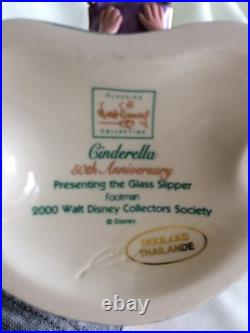 CLASSICS
Walt Disney
COLLECTION
Cinderella
50th Anniversary
Presenting the Glass Slipper
Footman
2000 Walt Disney Collectors Society
© Disney
THAILAND
THAILANDE